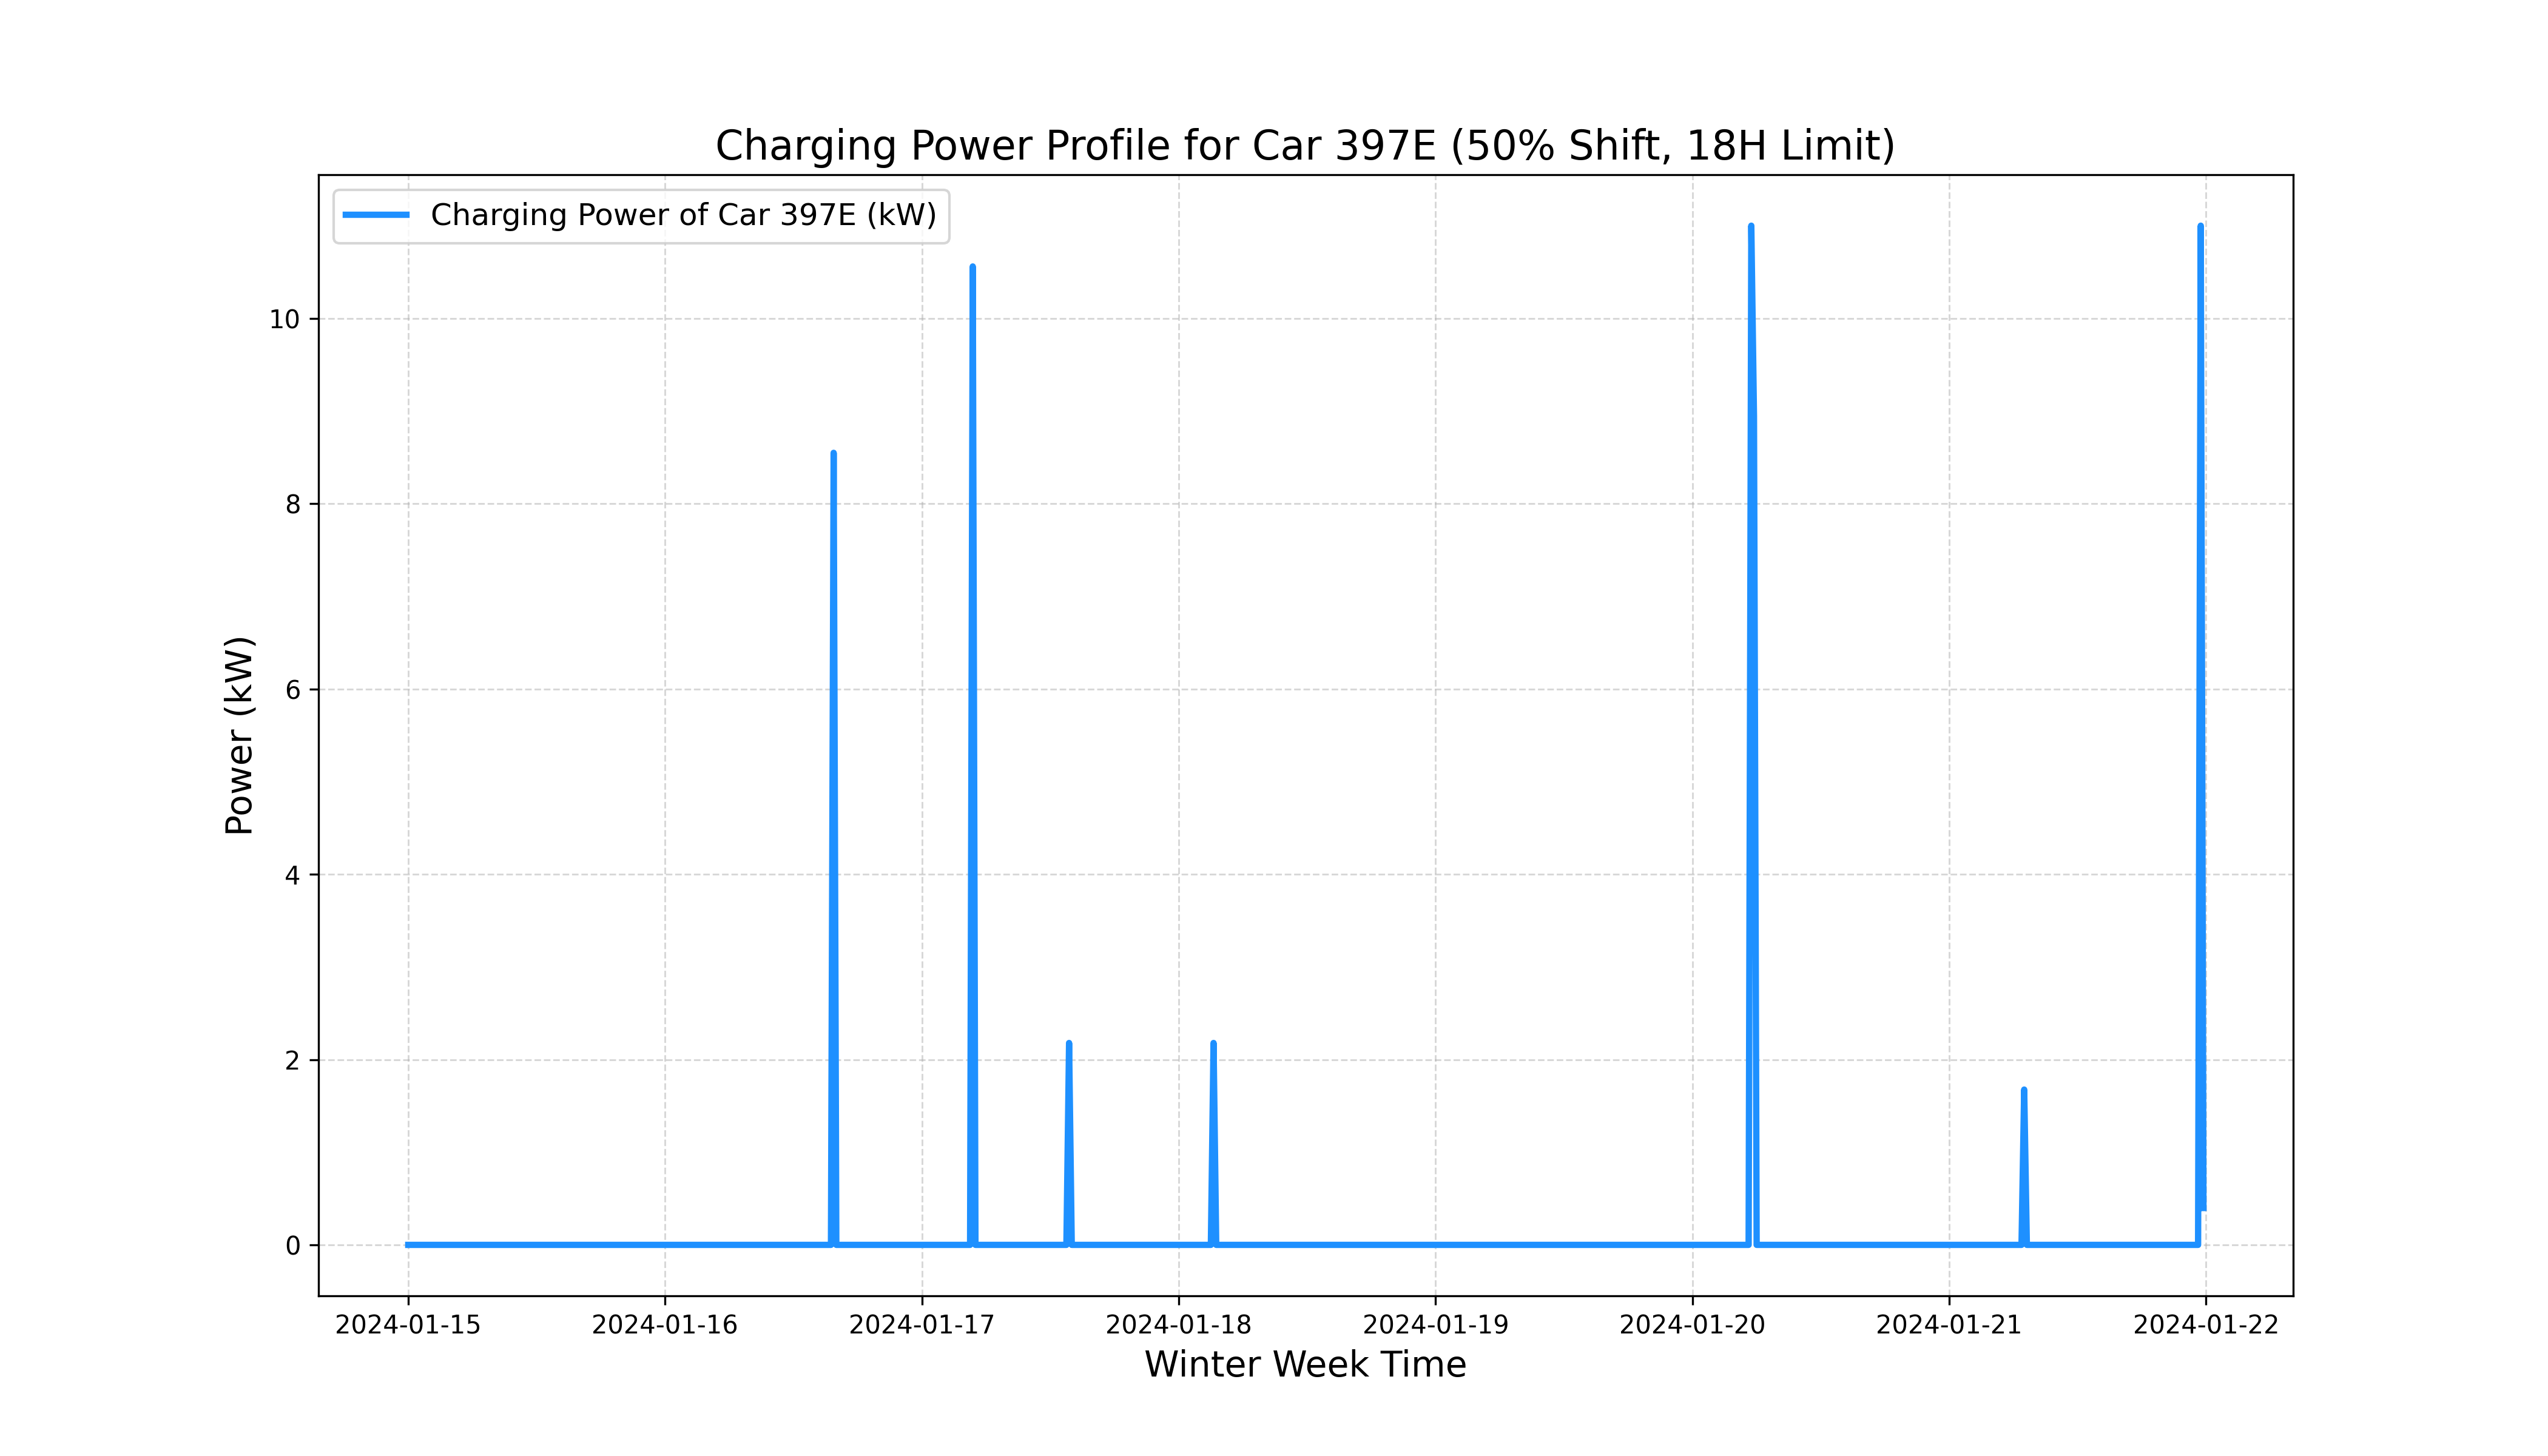 Charging Power Profile for Car 397E (50% Shift, 18H Limit)
Charging Power of Car 397E (kW)
Power (kW)
10
8
6
4
2
0
2024-01-15 2024-01-16 2024-01-17 2024-01-18 2024-01-19 2024-01-20 2024-01-21 2024-01-22
Winter Week Time